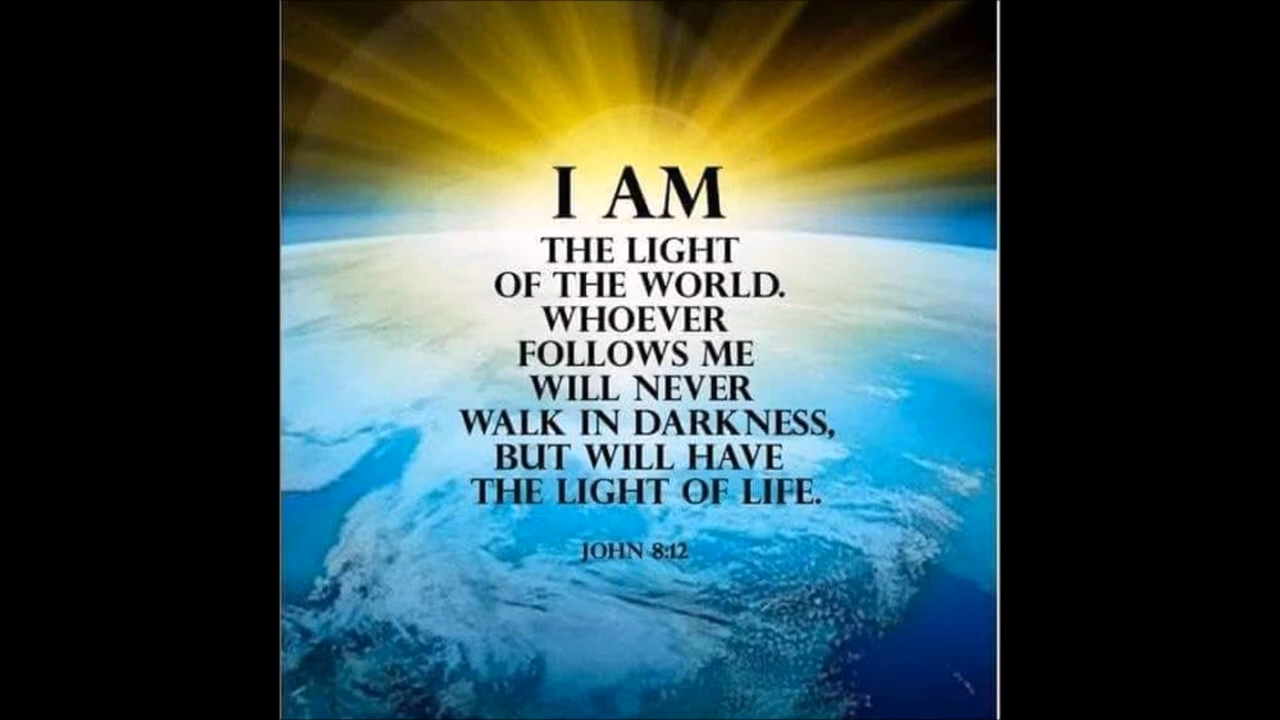 I AM
THE LIGHT
OF THE WORLD.
WHOEVER
FOLLOWS ME
WILL NEVER
WALK IN DARKNESS,
BUT WILL HAVE
THE LIGHT OF LIFE.
JOHN 8:12